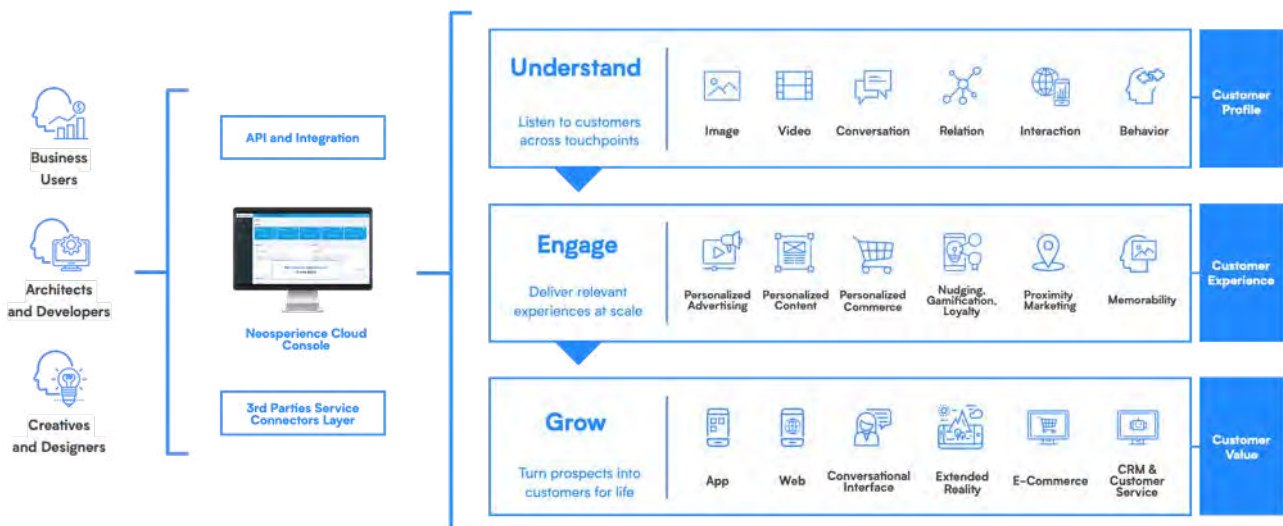 Business
Users
Architects
and Developers
Creatives
and Designers
API and Integration
Neosperience Cloud
Console
3rd Parties Service
Connectors Layer
Understand
Listen to customers
across touchpoints
Image
Video
Conversation
Relation
Interaction
Behavior
Customer
Profile
Engage
Deliver relevant
experiences at scale
Personalized
Advertising
Personalized
Content
Personalized
Commerce
Nudging,
Gamification,
Loyalty
Proximity
Marketing
Memorability
Customer
Experience
Grow
Turn prospects into
customers for life
App
Web
Conversational
Interface
Extended
Reality
E-Commerce
CRM &
Customer
Service
Customer
Value